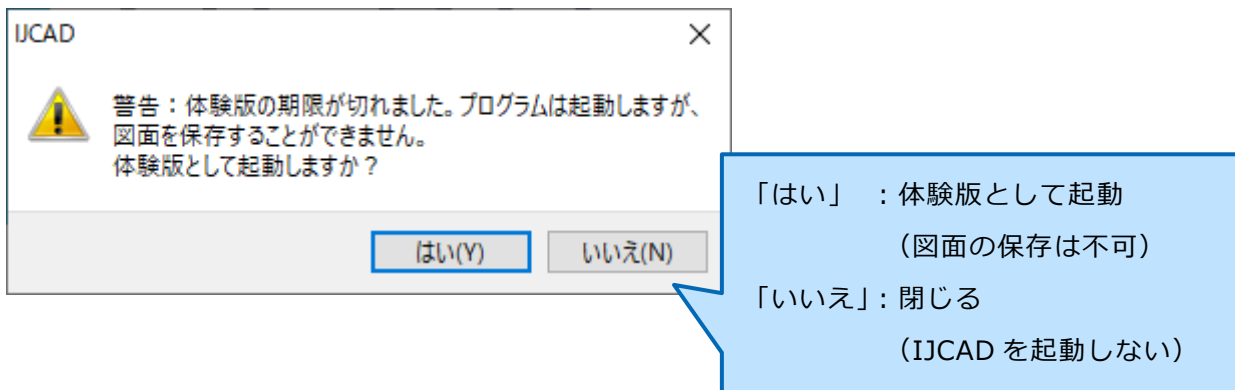 IJCAD
警告：体験版の期限が切れました。プログラムは起動しますが、
図面を保存することができません。
体験版として起動しますか？
はい(Y)
いいえ(N)
「はい」　：体験版として起動
（図面の保存は不可）
「いいえ」：閉じる
（IJCAD を起動しない）